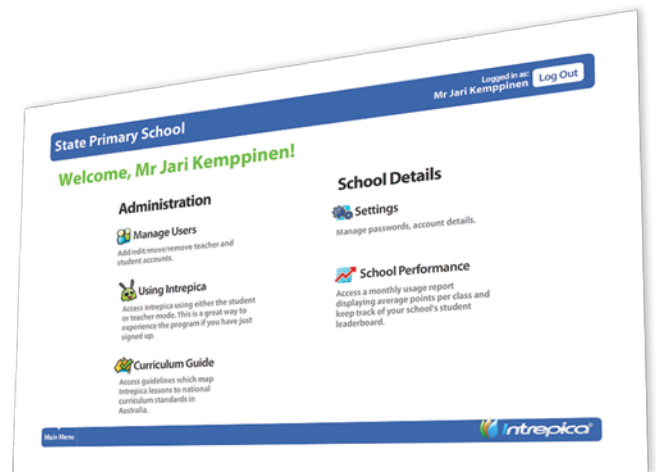 State Primary School
Logged in as:
Mr Jari Kemppinen
Log Out
Welcome, Mr Jari Kemppinen!
Administration
Manage Users
Add/edit/move/remove teacher and
student accounts.
Using Intrepica
Access Intrepica using either the student
or teacher mode. This is a great way to
experience the program if you have just
signed up.
Curriculum Guide
Access guidelines which map
Intrepica lessons to national
curriculum standards in
Australia.
School Details
Settings
Manage passwords, account details.
School Performance
Access a monthly usage report
displaying average points per class and
keep track of your school's student
leaderboard.
Main Menu
Intrepica